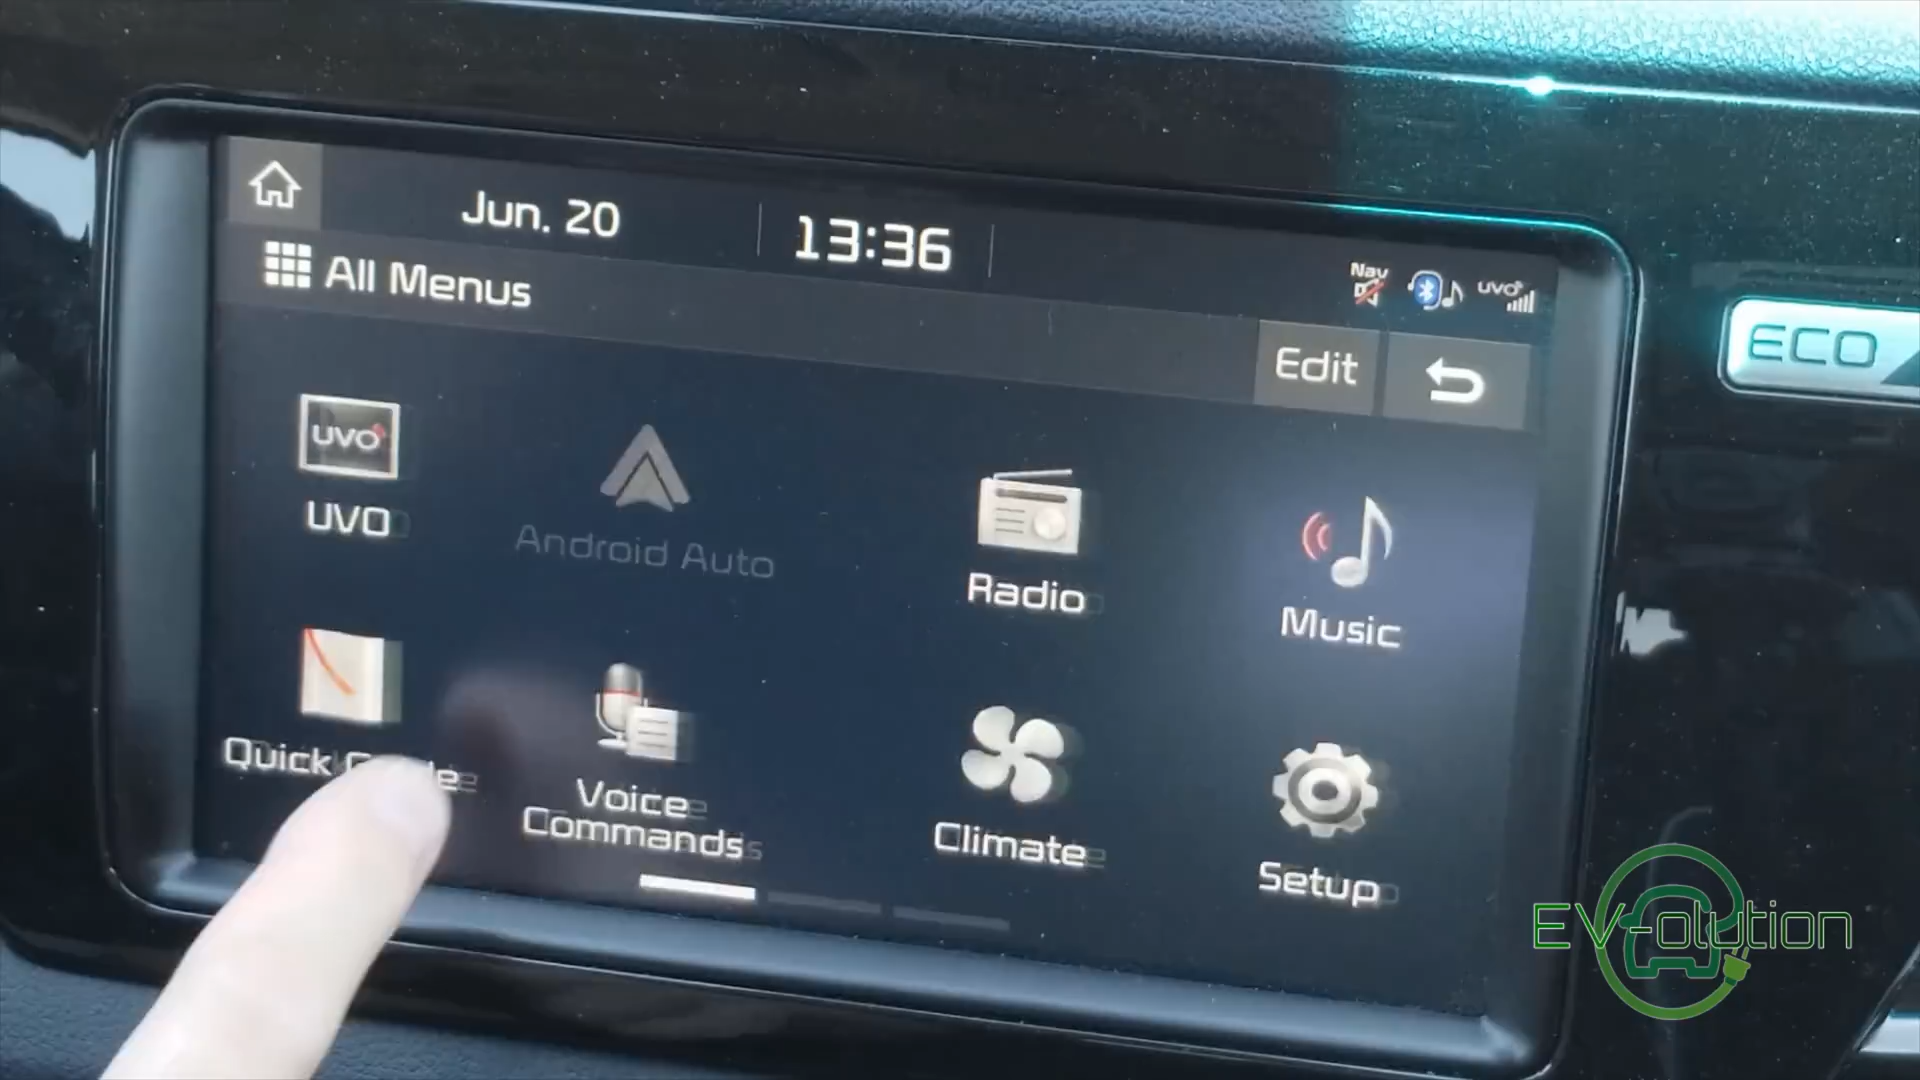 Jun. 20
13:36
Nav
UVO
All Menus
Edit
ECO
UVO
Android Auto
Radio
Music
Quick Guide
Voice
Commands
Climate
Setup
EV-olution